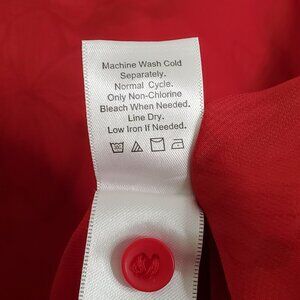 Machine Wash Cold
Separately.
Normal Cycle.
Only Non-Chlorine
Bleach When Needed.
Line Dry.
Low Iron If Needed.